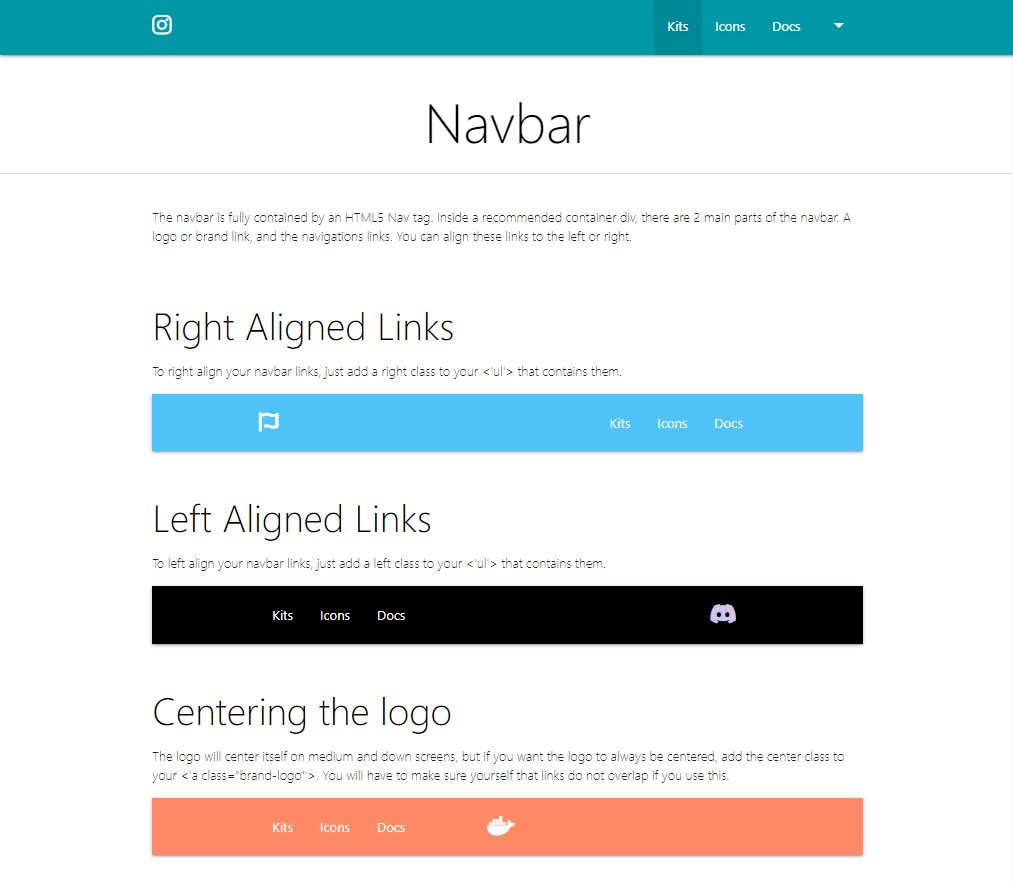 Kits Icons Docs
Navbar
The navbar is fully contained by an HTML5 Nav tag. Inside a recommended container div, there are 2 main parts of the navbar. A
logo or brand link, and the navigations links. You can align these links to the left or right.
Right Aligned Links
To right align your navbar links, just add a right class to your <'ul'> that contains them.
Kits Icons Docs
Left Aligned Links
To left align your navbar links, just add a left class to your <'ul'> that contains them.
Kits Icons Docs
Centering the logo
The logo will center itself on medium and down screens, but if you want the logo to always be centered, add the center class to
your <'a class="brand-logo"'>. You will have to make sure yourself that links do not overlap if you use this.
Kits Icons Docs